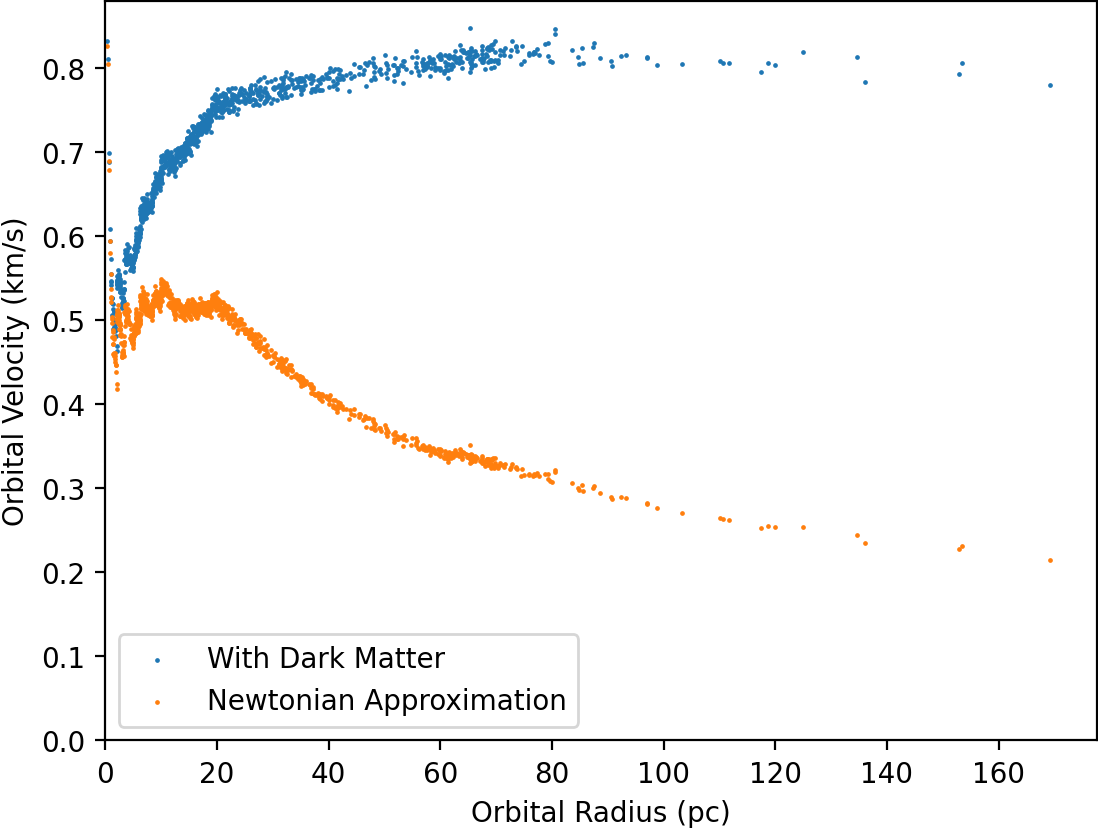 0.8
0.7
0.6
0.5
0.4
0.3
0.2
0.1
0.0
Orbital Velocity (km/s)
With Dark Matter
Newtonian Approximation
0 20 40 60 80 100 120 140 160
Orbital Radius (pc)